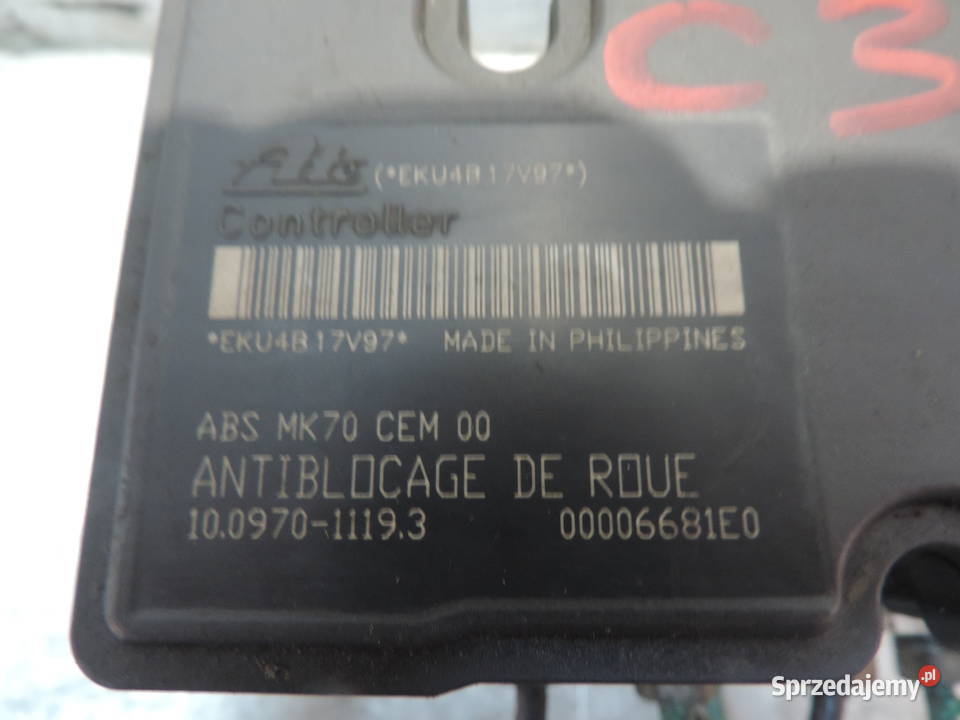 C3
Ate (*EKU4B17V97*)
Controller
*EKU4B17V97* MADE IN PHILIPPINES
ABS MK70 CEM 00
ANTIBLOCAGE DE ROUE
10.0970-1119.3 00006681E0
Sprzedajemy.pl